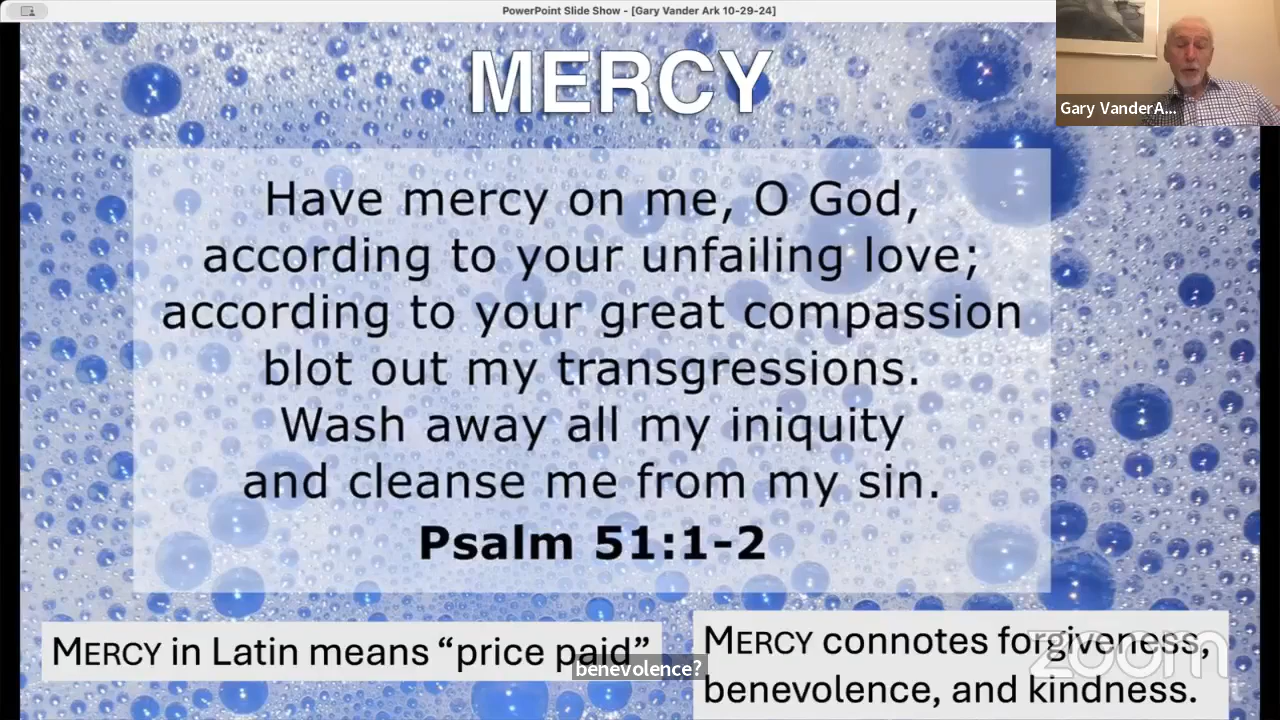 PowerPoint Slide Show - [Gary Vander Ark 10-29-24]
MERCY
Gary VanderA...
Have mercy on me, O God,
according to your unfailing love;
according to your great compassion
blot out my transgressions.
Wash away all my iniquity
and cleanse me from my sin.
Psalm 51:1-2
MERCY in Latin means “price paid”
benevolence?
MERCY connotes forgiveness,
benevolence, and kindness.
zoom